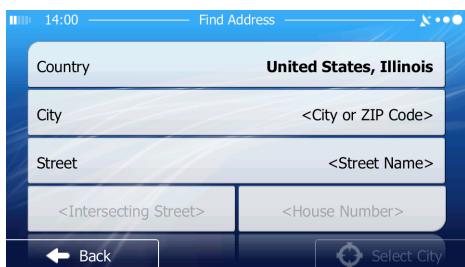 14:00 Find Address
Country United States, Illinois
City <City or ZIP Code>
Street <Street Name>
<Intersecting Street> <House Number>
Back Select City